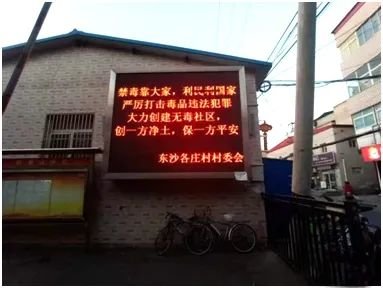 禁毒靠大家，利民利国家
严厉打击毒品违法犯罪
大力创建无毒社区，
创一方净土，保一方平安
东沙各庄村村委会